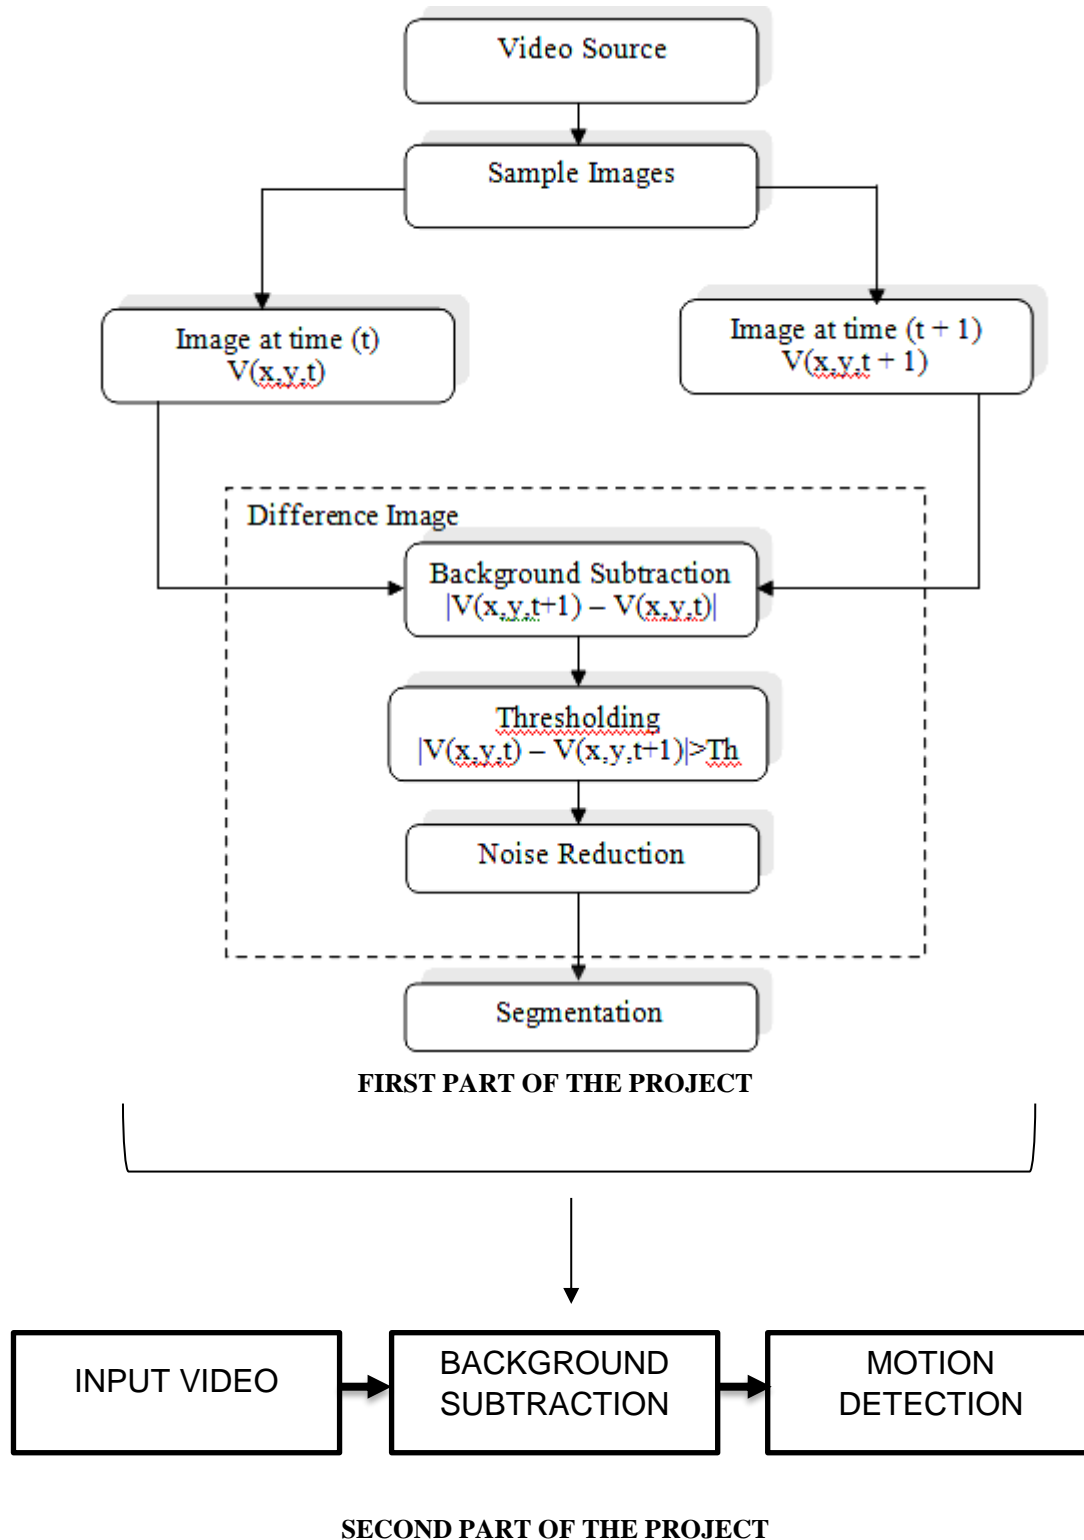 Video Source
Sample Images
Image at time (t)
V(x,y,t)
Image at time (t + 1)
V(x,y,t + 1)
Difference Image
Background Subtraction
|V(x,y,t+1) – V(x,y,t)|
Thresholding
|V(x,y,t) – V(x,y,t+1)|>Th
Noise Reduction
Segmentation
FIRST PART OF THE PROJECT
INPUT VIDEO
BACKGROUND
SUBTRACTION
MOTION
DETECTION
SECOND PART OF THE PROJECT